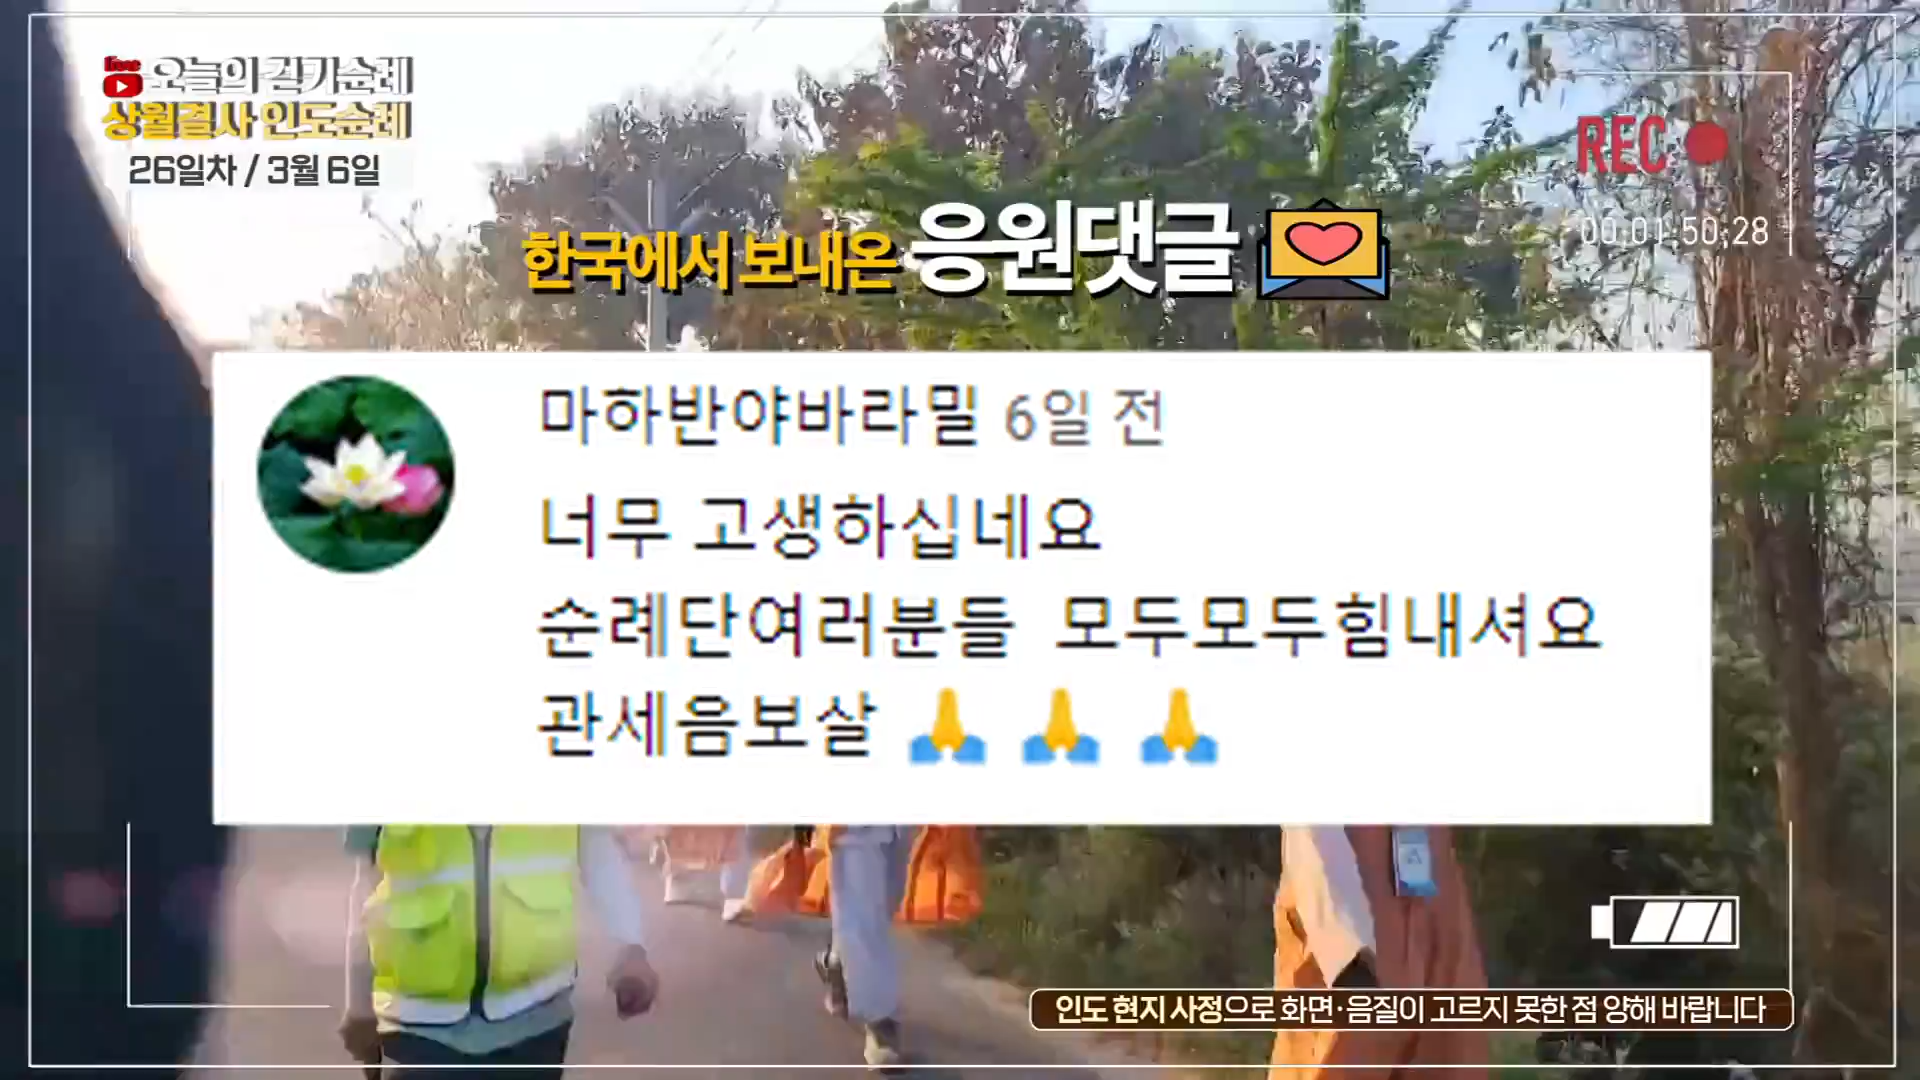 live 오늘의 걷기순례
상월결사 인도순례
26일차 / 3월 6일
REC
00:01:50;28
한국에서 보내온 응원댓글
마하반야바라밀 6일 전
너무 고생하십네요
순례단여러분들 모두모두힘내셔요
관세음보살 🙏 🙏 🙏
인도 현지 사정으로 화면·음질이 고르지 못한 점 양해 바랍니다